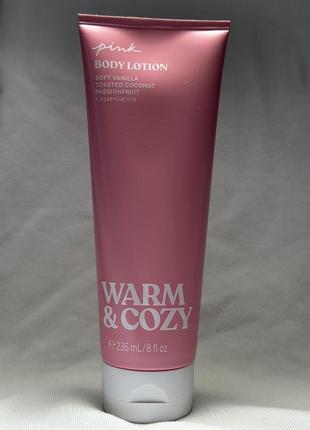 pink
BODY LOTION
SOFT VANILLA
TOASTED COCONUT
PASSIONFRUIT
+ essential oils
WARM
& COZY
℮ 236 mL/8 fl oz